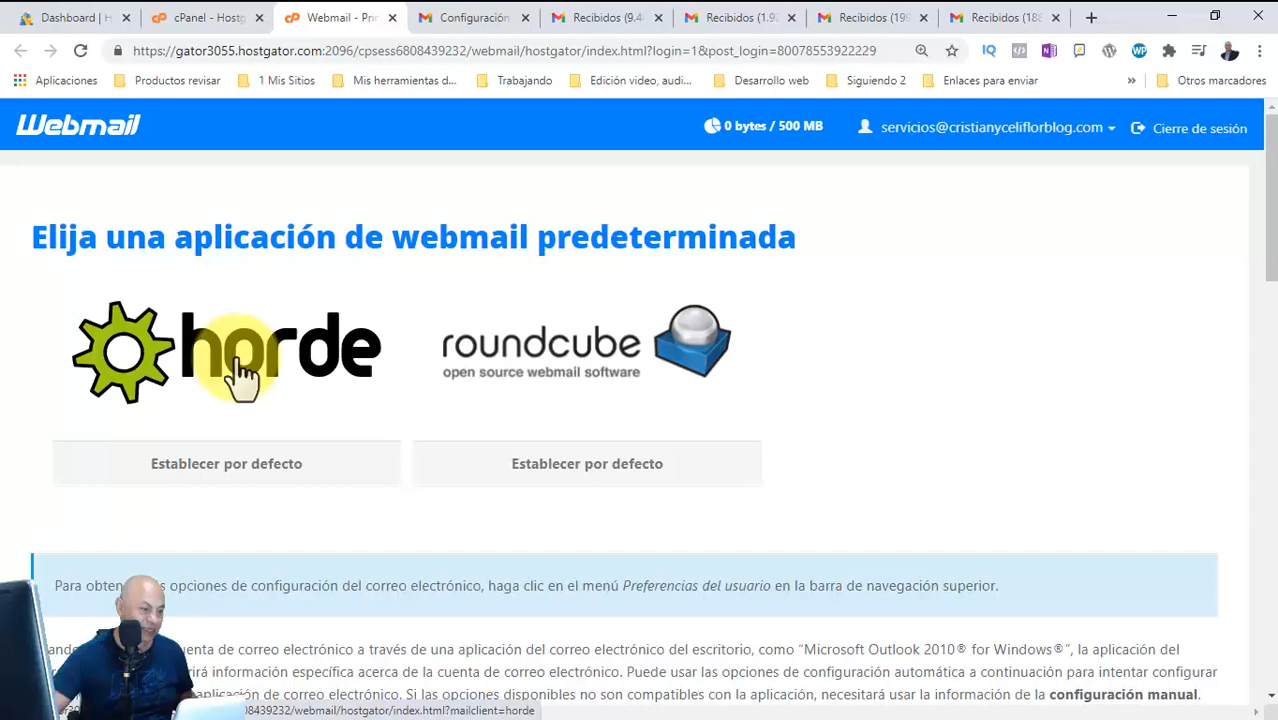 Dashboard | H
cPanel - Hostg
Webmail - Prin
Configuración
Recibidos (9.4
Recibidos (1.92
Recibidos (199
Recibidos (188
https://gator3055.hostgator.com:2096/cpsess6808439232/webmail/hostgator/index.html?login=1&post_login=80078553922229
Aplicaciones
Productos revisar
1 Mis Sitios
Mis herramientas d...
Trabajando
Edición video, audi...
Desarrollo web
Siguiendo 2
Enlaces para enviar
»
Otros marcadores
Webmail
0 bytes / 500 MB
servicios@cristianyceliflorblog.com
Cierre de sesión
Elija una aplicación de webmail predeterminada
horde
roundcube
open source webmail software
Establecer por defecto
Establecer por defecto
Para obten s opciones de configuración del correo electrónico, haga clic en el menú Preferencias del usuario en la barra de navegación superior.
uenta de correo electrónico a través de una aplicación del correo electrónico del escritorio, como “Microsoft Outlook 2010® for Windows®”, la aplicación del
rirá información específica acerca de la cuenta de correo electrónico. Puede usar las opciones de configuración automática a continuación para intentar configurar
de correo electrónico. Si las opciones disponibles no son compatibles con la aplicación, necesitará usar la información de la configuración manual.
08439232/webmail/hostgator/index.html?mailclient=horde